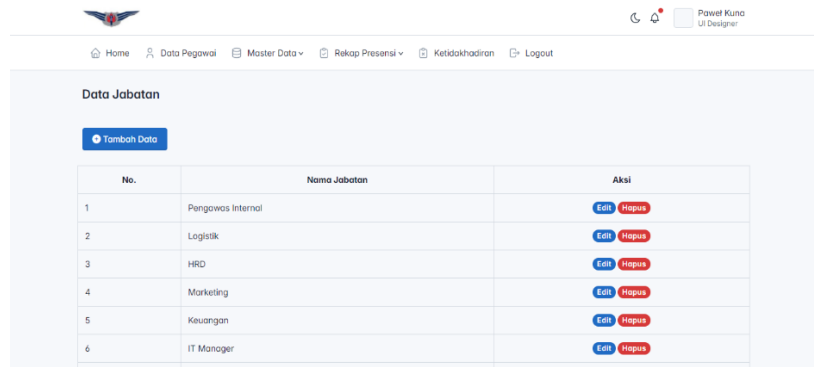 Paweł Kuna
UI Designer
Home Data Pegawai Master Data Rekap Presensi Ketidakhadiran Logout
Data Jabatan
Tambah Data
No. Nama Jabatan Aksi
1 Pengawas Internal Edit Hapus
2 Logistik Edit Hapus
3 HRD Edit Hapus
4 Marketing Edit Hapus
5 Keuangan Edit Hapus
6 IT Manager Edit Hapus